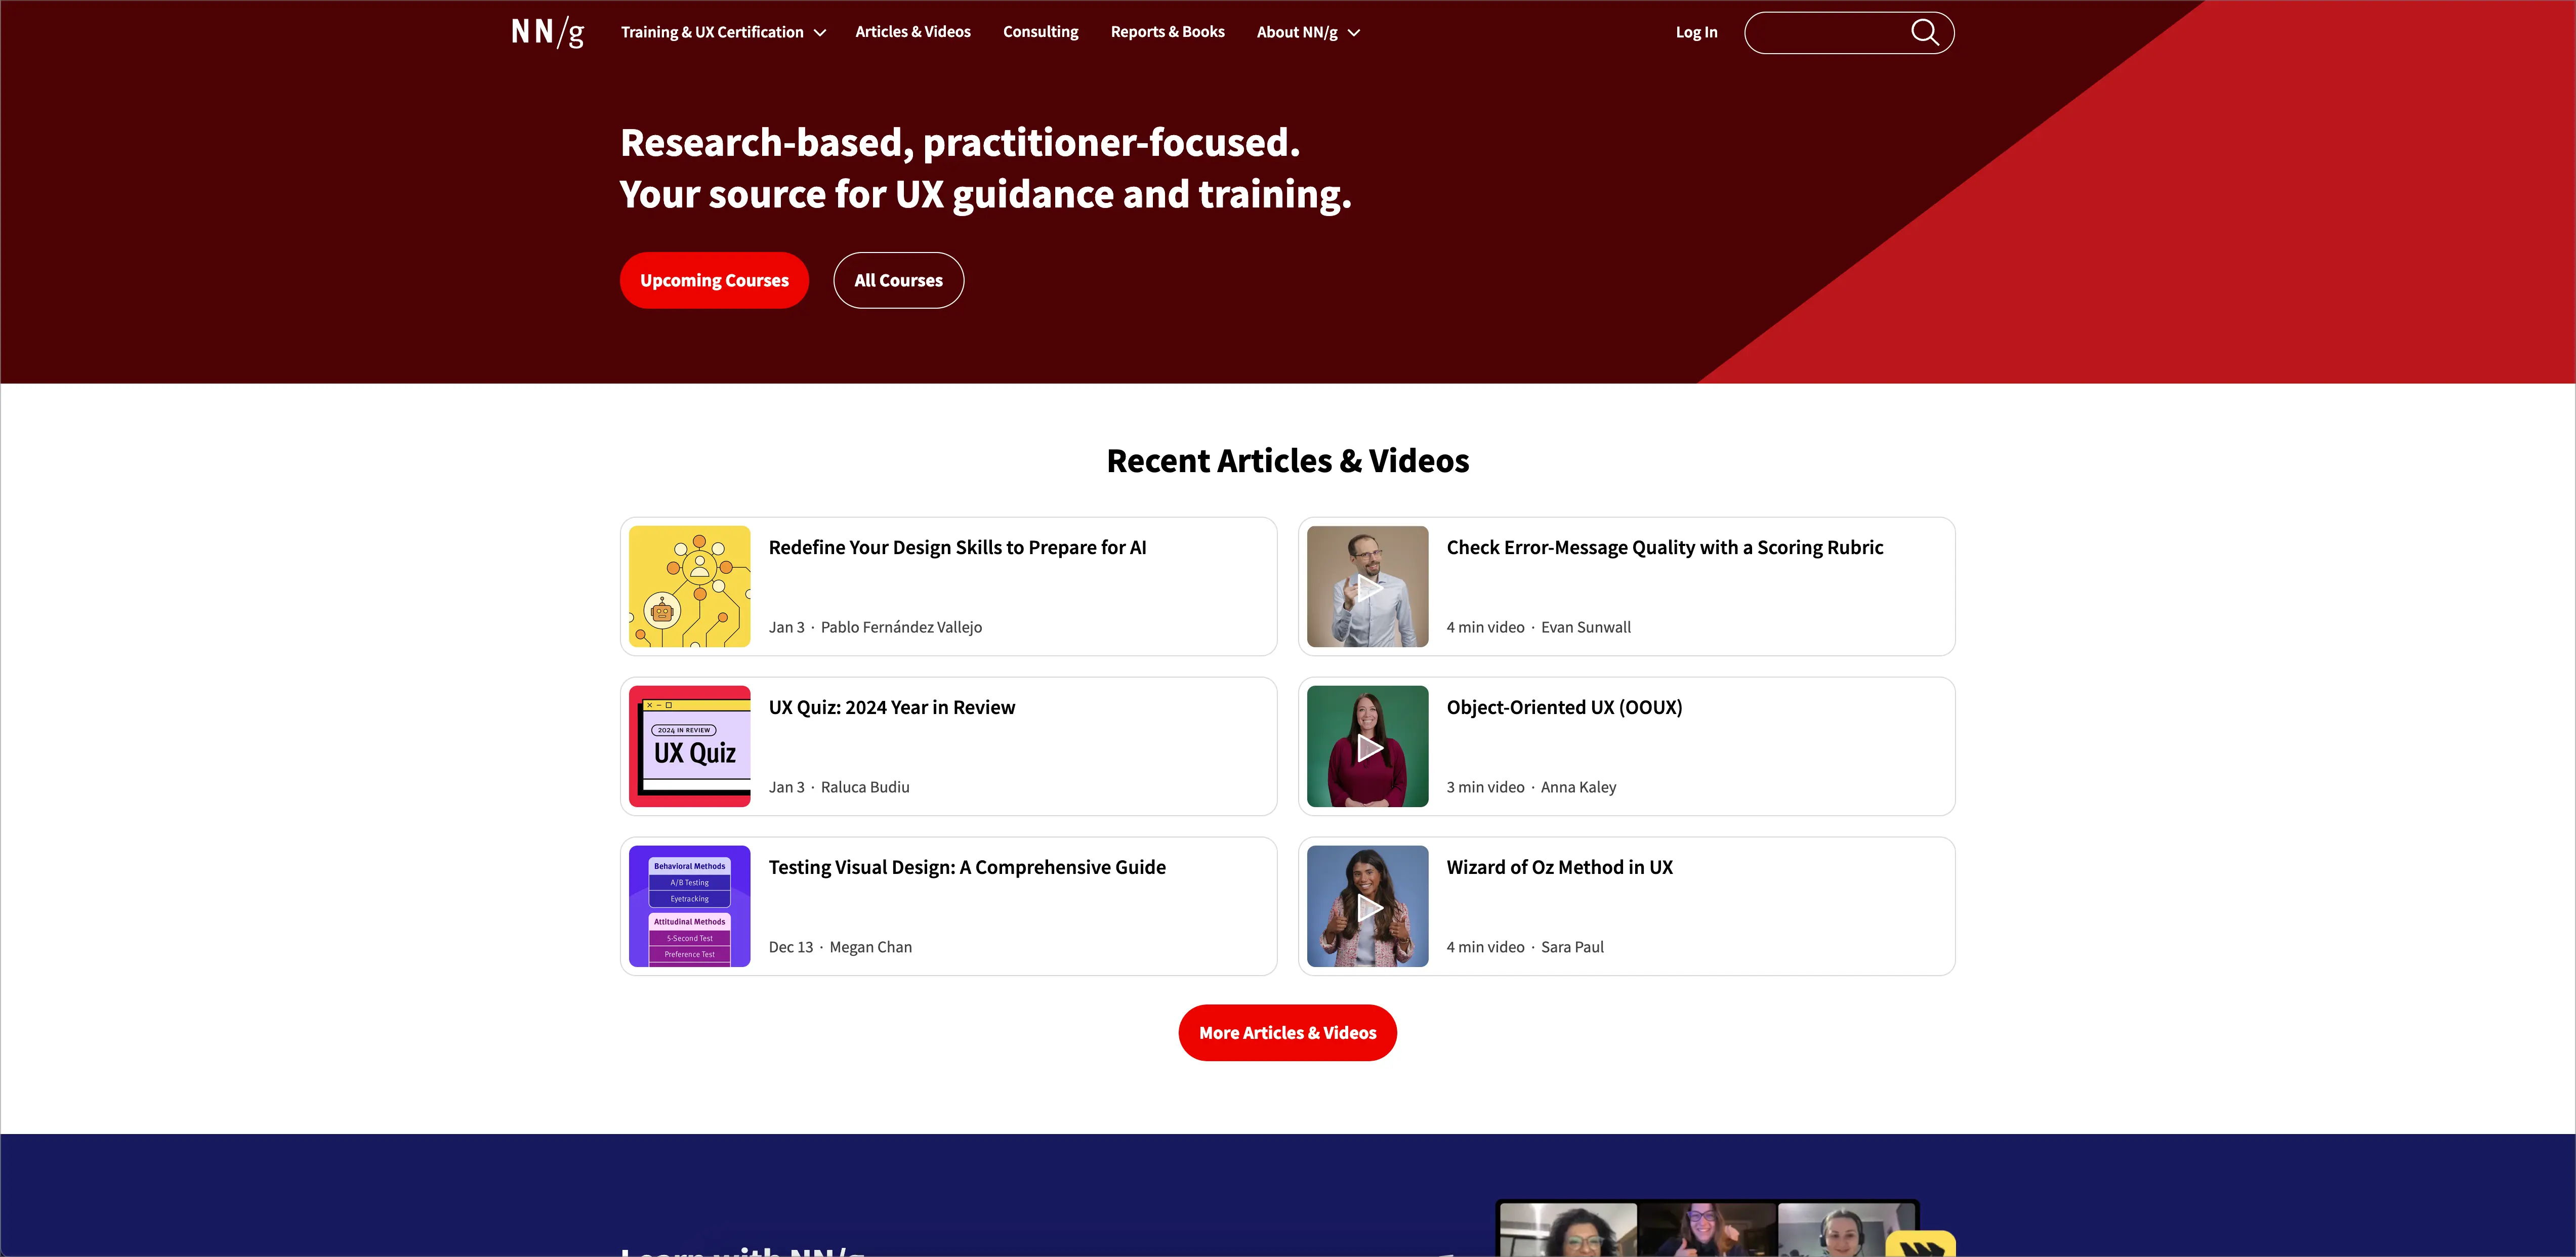 NN/g
Training & UX Certification
Articles & Videos
Consulting
Reports & Books
About NN/g
Log In
Research-based, practitioner-focused.
Your source for UX guidance and training.
Upcoming Courses
All Courses
Recent Articles & Videos
Redefine Your Design Skills to Prepare for AI
Jan 3 · Pablo Fernández Vallejo
Check Error-Message Quality with a Scoring Rubric
4 min video · Evan Sunwall
2024 IN REVIEW
UX Quiz
UX Quiz: 2024 Year in Review
Jan 3 · Raluca Budiu
Object-Oriented UX (OOUX)
3 min video · Anna Kaley
Behavioral Methods
A/B Testing
Eyetracking
Attitudinal Methods
5-Second Test
Preference Test
Testing Visual Design: A Comprehensive Guide
Dec 13 · Megan Chan
Wizard of Oz Method in UX
4 min video · Sara Paul
More Articles & Videos
Learn with NN/g